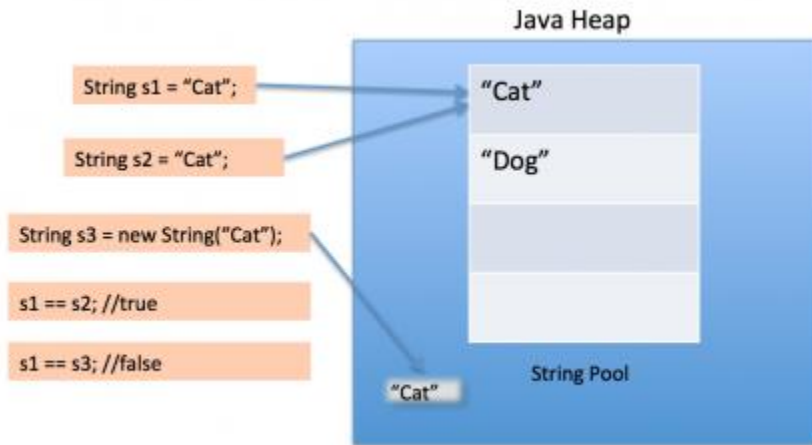 Java Heap
String s1 = “Cat”;
“Cat”
String s2 = “Cat”;
“Dog”
String s3 = new String(“Cat”);
s1 == s2; //true
s1 == s3; //false
String Pool
“Cat”